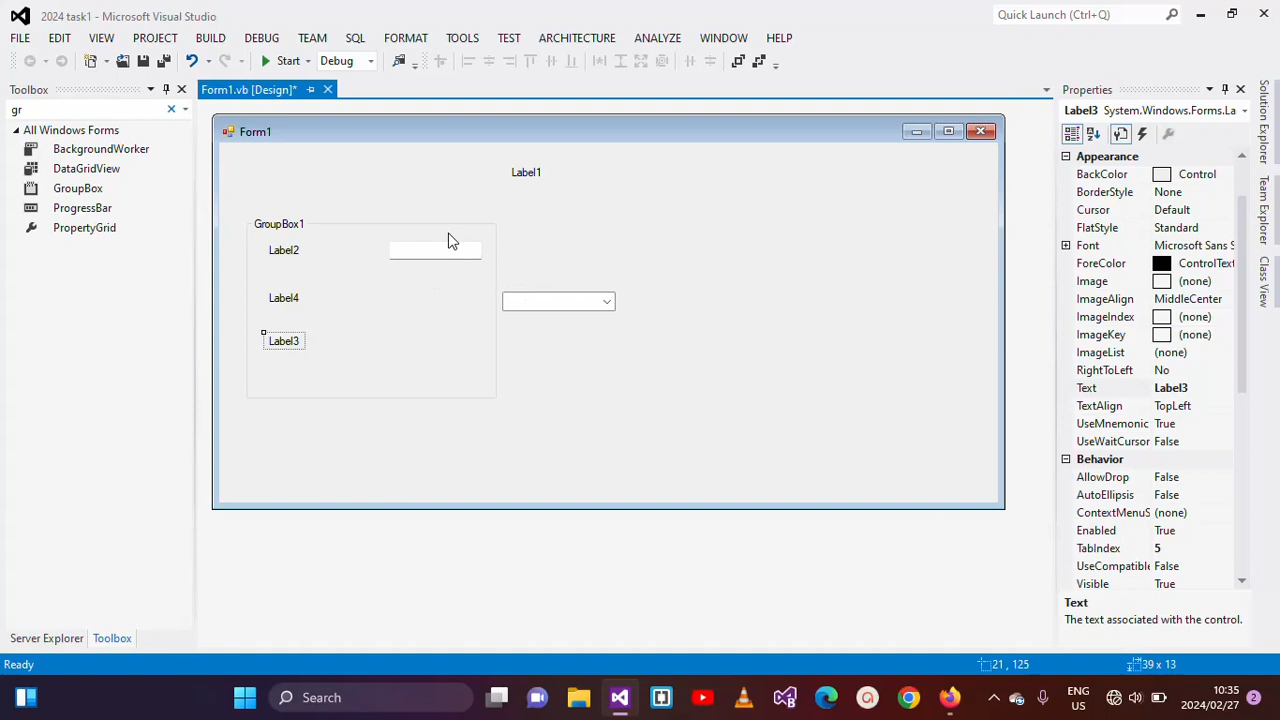 2024 task1 - Microsoft Visual Studio
Quick Launch (Ctrl+Q)
FILE EDIT VIEW PROJECT BUILD DEBUG TEAM SQL FORMAT TOOLS TEST ARCHITECTURE ANALYZE WINDOW HELP
Start Debug
Toolbox
gr
All Windows Forms
BackgroundWorker
DataGridView
GroupBox
ProgressBar
PropertyGrid
Server Explorer Toolbox
Form1.vb [Design]*
Form1
Label1
GroupBox1
Label2
Label4
Label3
Properties
Label3 System.Windows.Forms.La
Appearance
BackColor Control
BorderStyle None
Cursor Default
FlatStyle Standard
Font Microsoft Sans S
ForeColor ControlText
Image (none)
ImageAlign MiddleCenter
ImageIndex (none)
ImageKey (none)
ImageList (none)
RightToLeft No
Text Label3
TextAlign TopLeft
UseMnemonic True
UseWaitCursor False
Behavior
AllowDrop False
AutoEllipsis False
ContextMenuS (none)
Enabled True
TabIndex 5
UseCompatible False
Visible True
Text
The text associated with the control.
Solution Explorer
Team Explorer
Class View
Ready
21 , 125
39 x 13
Search
ENG
US
10:35
2024/02/27
2